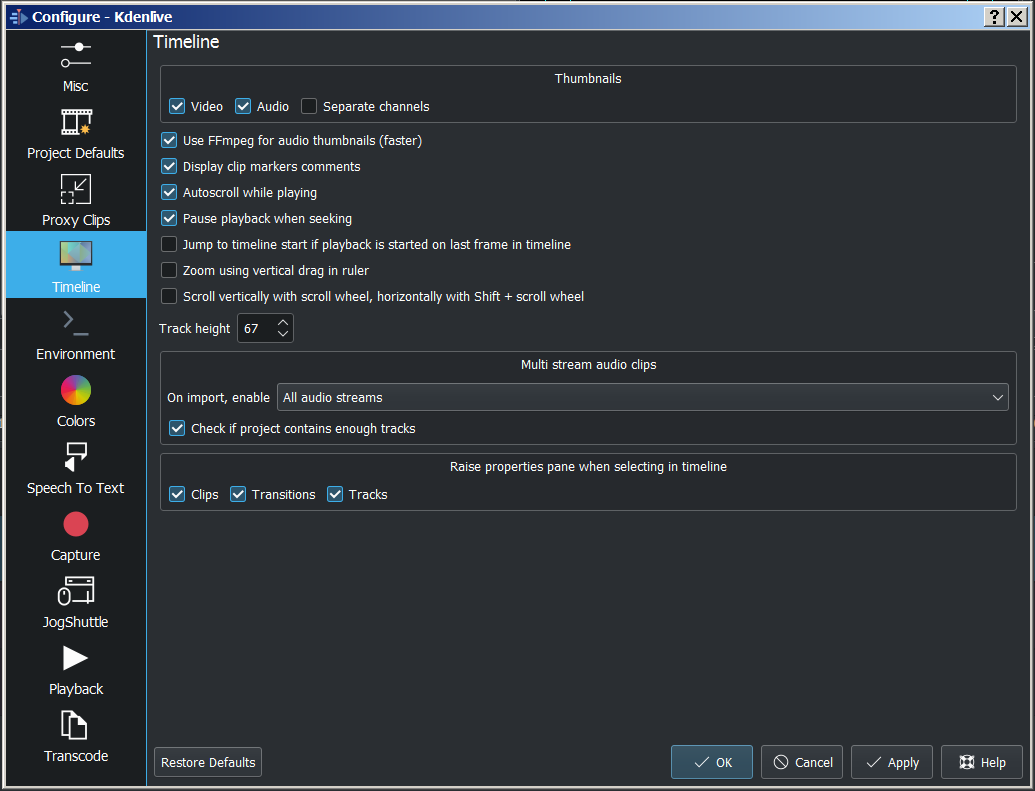 Configure - Kdenlive
Misc
Project Defaults
Proxy Clips
Timeline
Environment
Colors
Speech To Text
Capture
JogShuttle
Playback
Transcode
Timeline
Thumbnails
Video Audio Separate channels
Use FFmpeg for audio thumbnails (faster)
Display clip markers comments
Autoscroll while playing
Pause playback when seeking
Jump to timeline start if playback is started on last frame in timeline
Zoom using vertical drag in ruler
Scroll vertically with scroll wheel, horizontally with Shift + scroll wheel
Track height 67
Multi stream audio clips
On import, enable All audio streams
Check if project contains enough tracks
Raise properties pane when selecting in timeline
Clips Transitions Tracks
Restore Defaults OK Cancel Apply Help